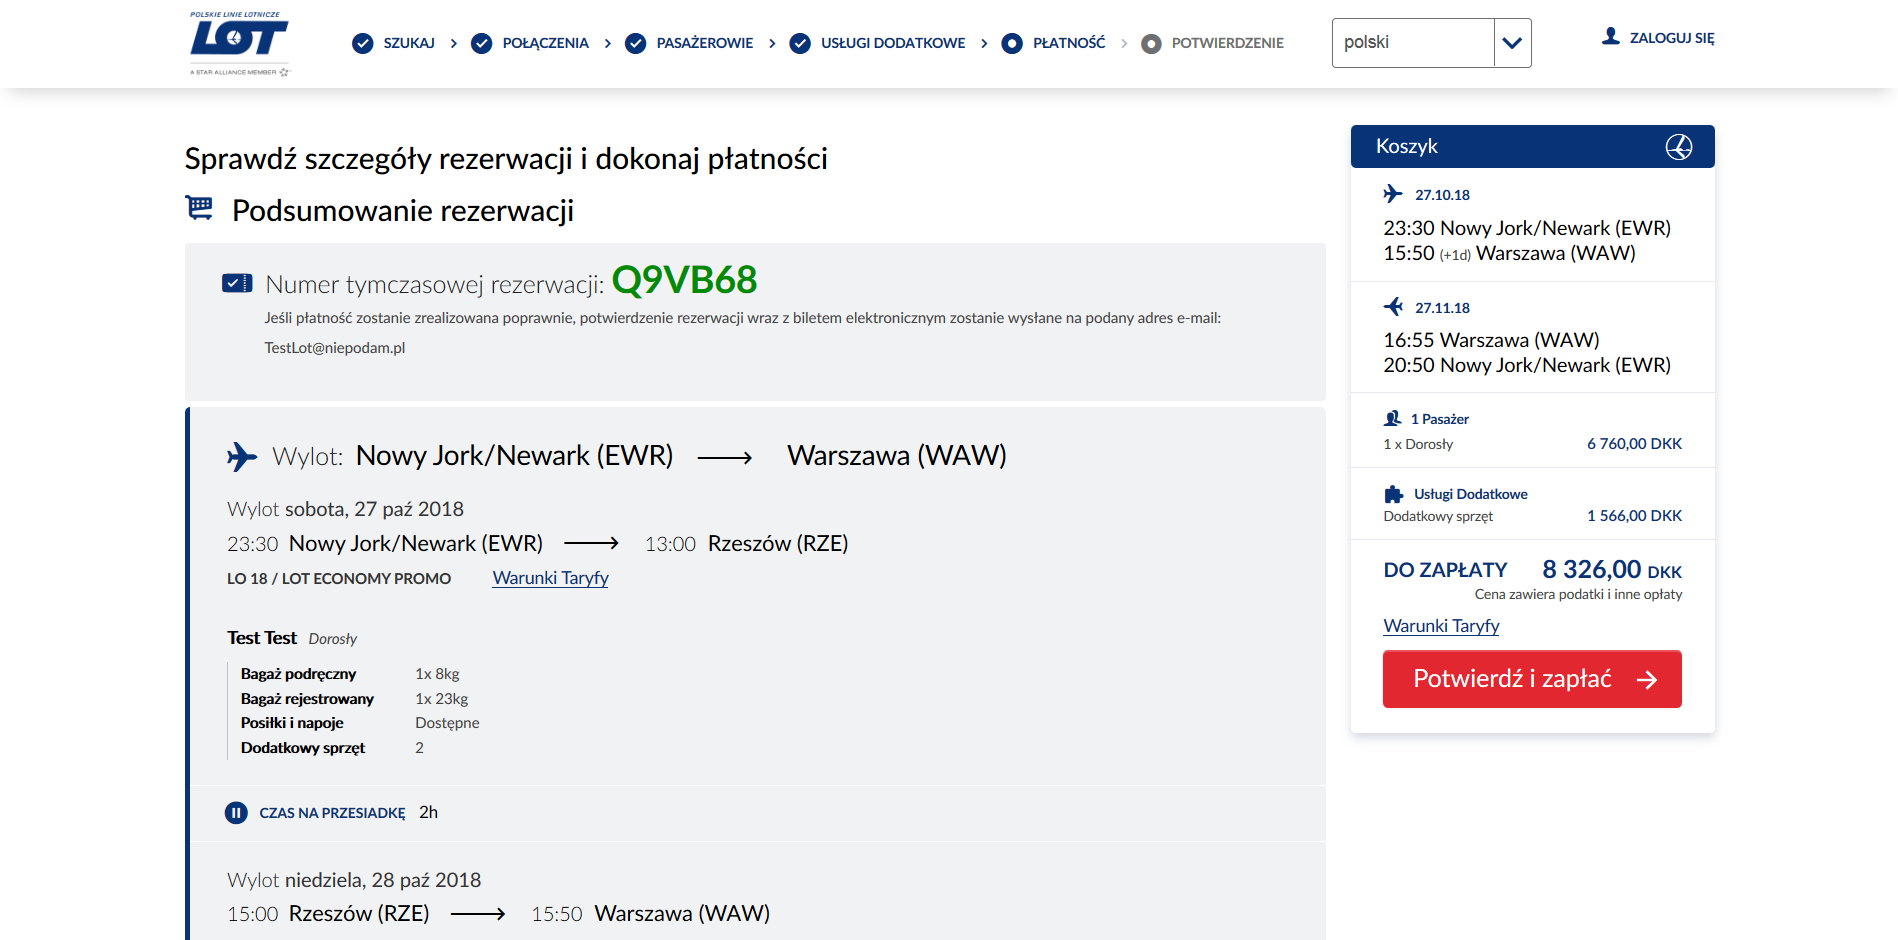 POLSKIE LINIE LOTNICZE
LOT
A STAR ALLIANCE MEMBER
SZUKAJ
POŁĄCZENIA
PASAŻEROWIE
USŁUGI DODATKOWE
PŁATNOŚĆ
POTWIERDZENIE
polski
ZALOGUJ SIĘ
Sprawdź szczegóły rezerwacji i dokonaj płatności
Podsumowanie rezerwacji
Numer tymczasowej rezerwacji: Q9VB68
Jeśli płatność zostanie zrealizowana poprawnie, potwierdzenie rezerwacji wraz z biletem elektronicznym zostanie wysłane na podany adres e-mail:
TestLot@niepodam.pl
Wylot: Nowy Jork/Newark (EWR) Warszawa (WAW)
Wylot sobota, 27 paź 2018
23:30 Nowy Jork/Newark (EWR) 13:00 Rzeszów (RZE)
LO 18 / LOT ECONOMY PROMO Warunki Taryfy
Test Test Dorosły
Bagaż podręczny 1x 8kg
Bagaż rejestrowany 1x 23kg
Posiłki i napoje Dostępne
Dodatkowy sprzęt 2
CZAS NA PRZESIADKĘ 2h
Wylot niedziela, 28 paź 2018
15:00 Rzeszów (RZE) 15:50 Warszawa (WAW)
Koszyk
27.10.18
23:30 Nowy Jork/Newark (EWR)
15:50 (+1d) Warszawa (WAW)
27.11.18
16:55 Warszawa (WAW)
20:50 Nowy Jork/Newark (EWR)
1 Pasażer
1 x Dorosły 6 760,00 DKK
Usługi Dodatkowe
Dodatkowy sprzęt 1 566,00 DKK
DO ZAPŁATY 8 326,00 DKK
Cena zawiera podatki i inne opłaty
Warunki Taryfy
Potwierdź i zapłać